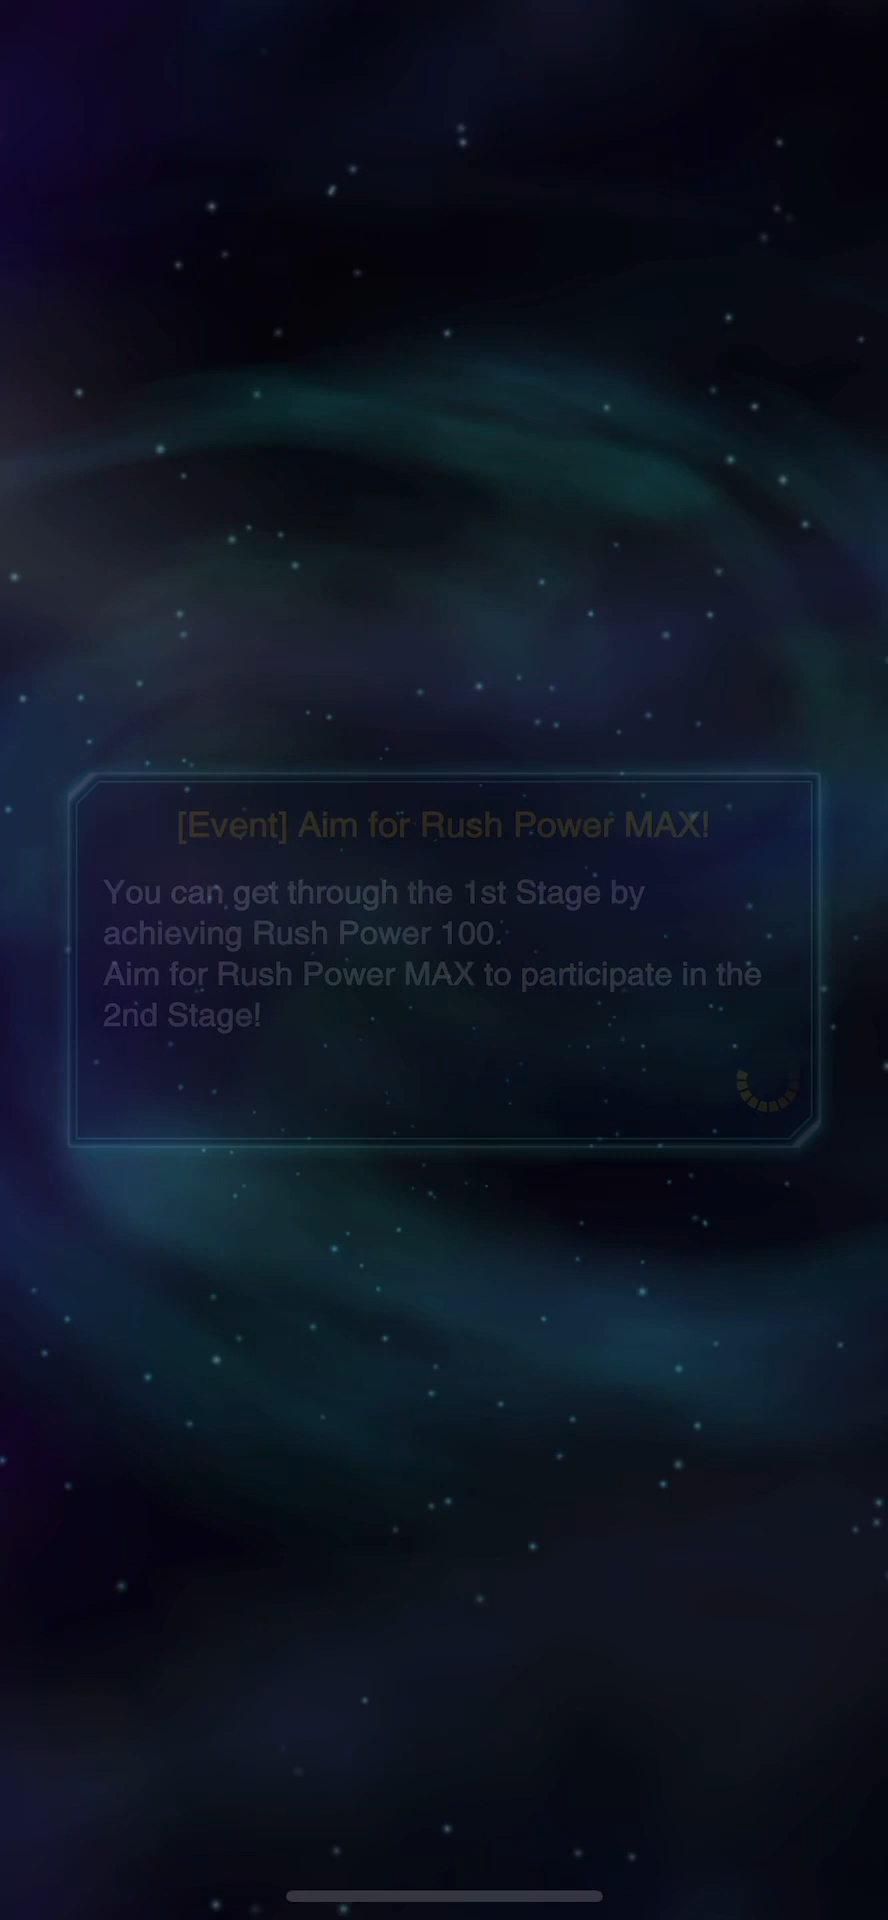 [Event] Aim for Rush Power MAX!
You can get through the 1st Stage by
achieving Rush Power 100.
Aim for Rush Power MAX to participate in the
2nd Stage!